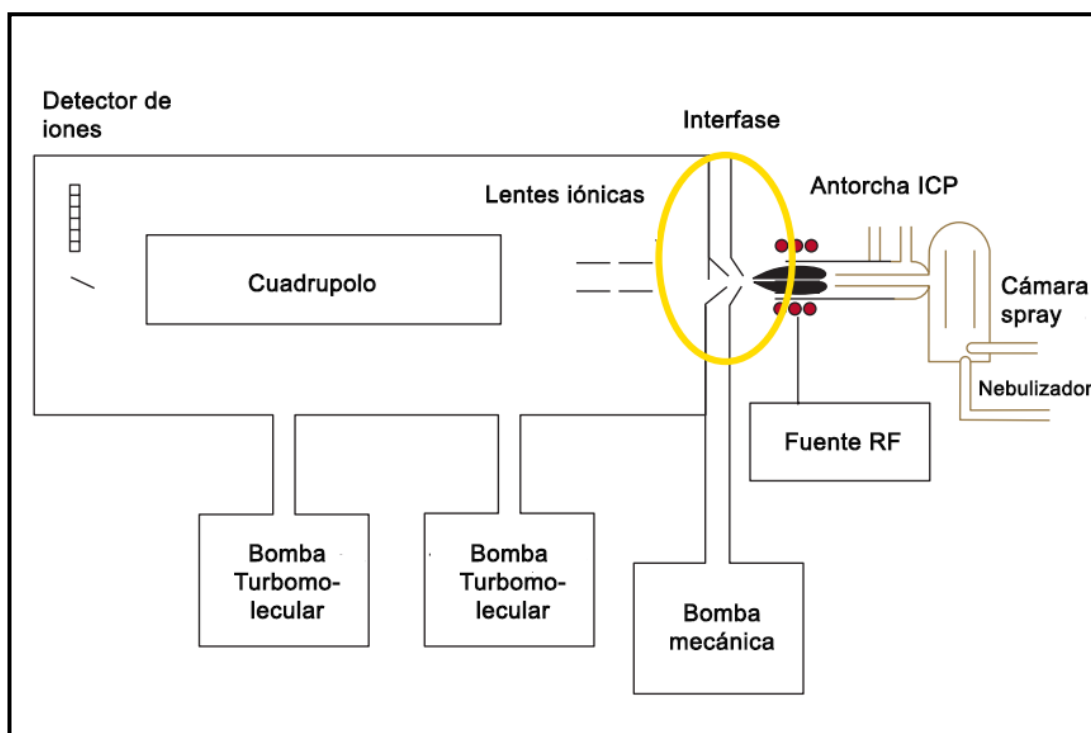 Detector de
iones
Interfase
Antorcha ICP
Lentes iónicas
Cuadrupolo
Cámara
spray
Nebulizador
Fuente RF
Bomba
Turbomo-
lecular
Bomba
Turbomo-
lecular
Bomba
mecánica